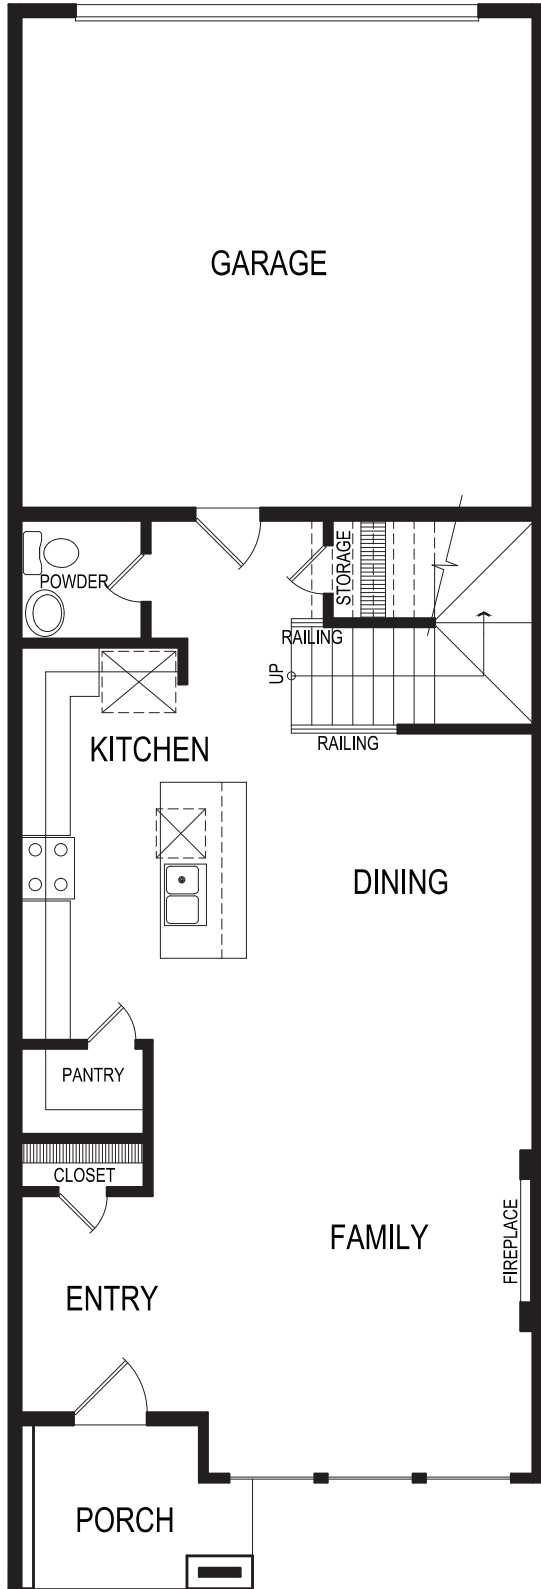 GARAGE
STORAGE
POWDER
RAILING
UP
RAILING
KITCHEN
DINING
PANTRY
CLOSET
FAMILY
FIREPLACE
ENTRY
PORCH